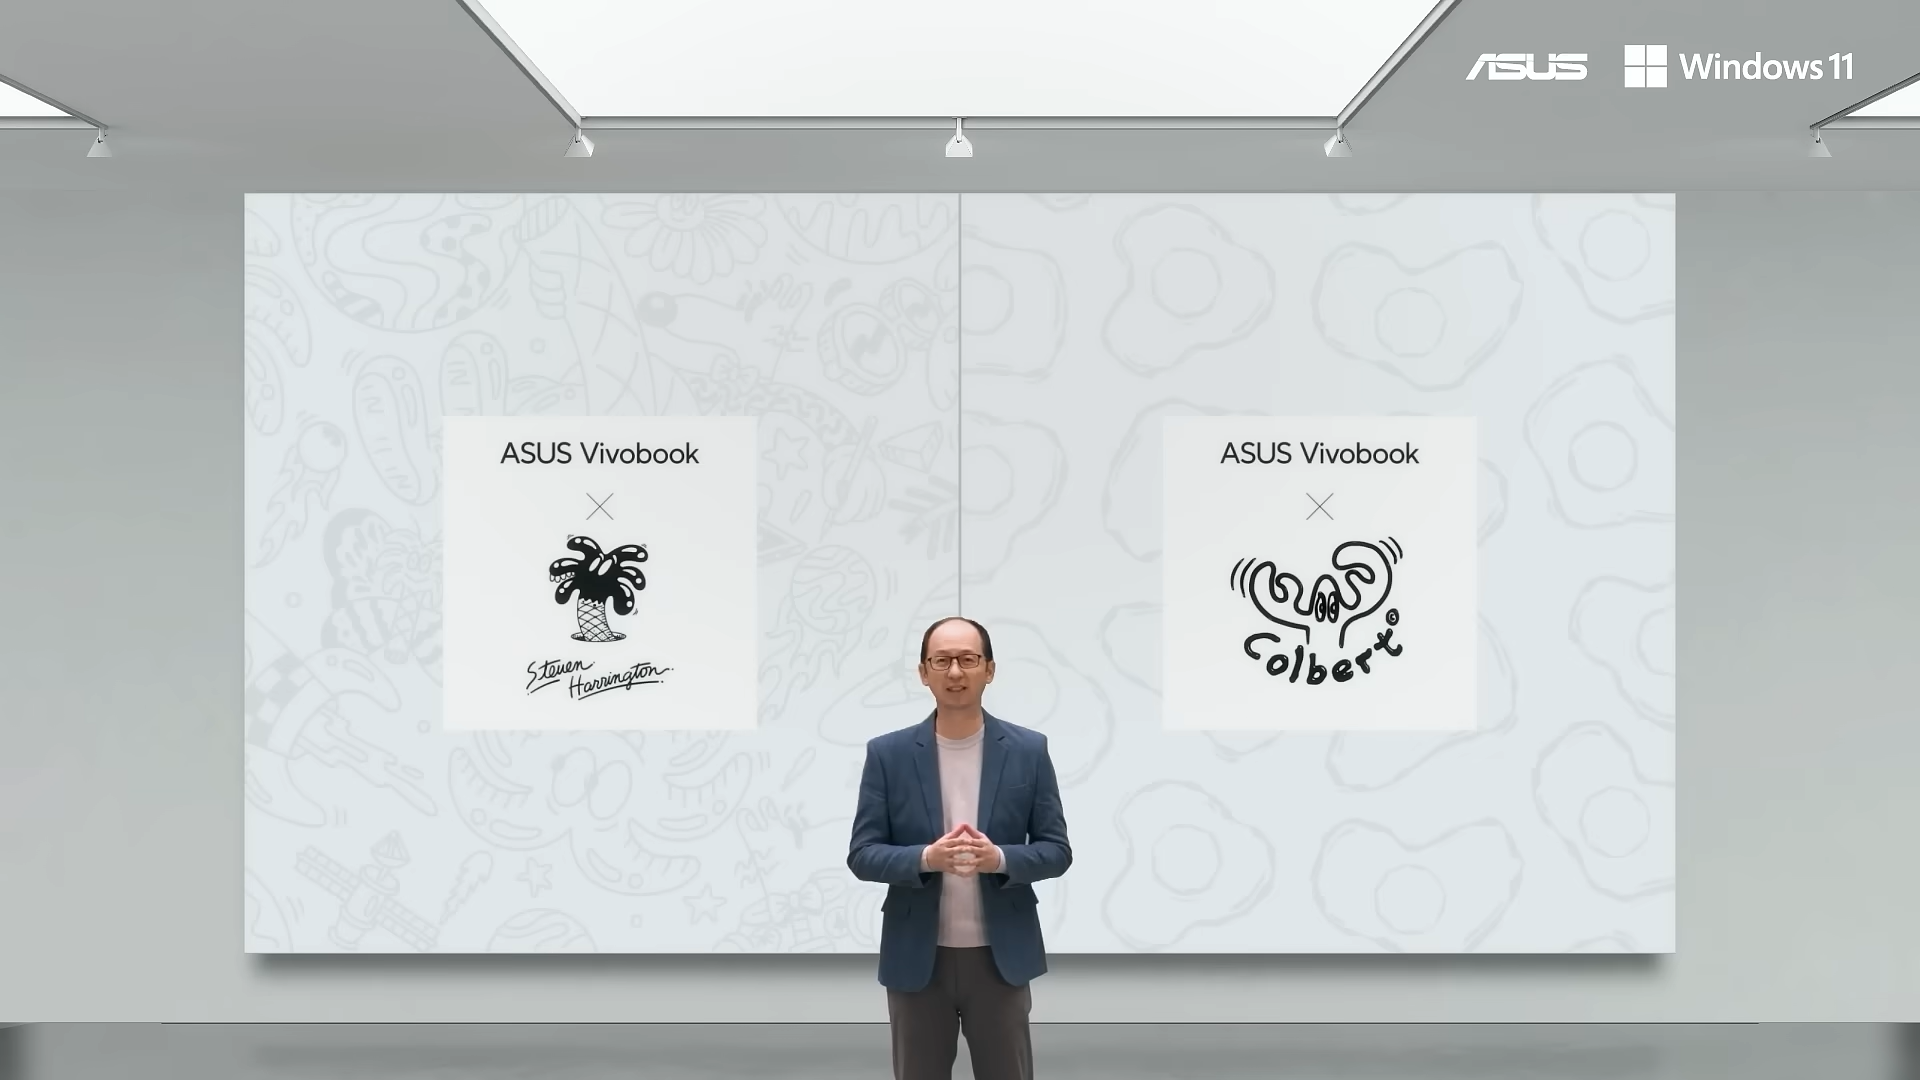 ASUS Windows 11
ASUS Vivobook
Steven
Harrington
ASUS Vivobook
Colbert